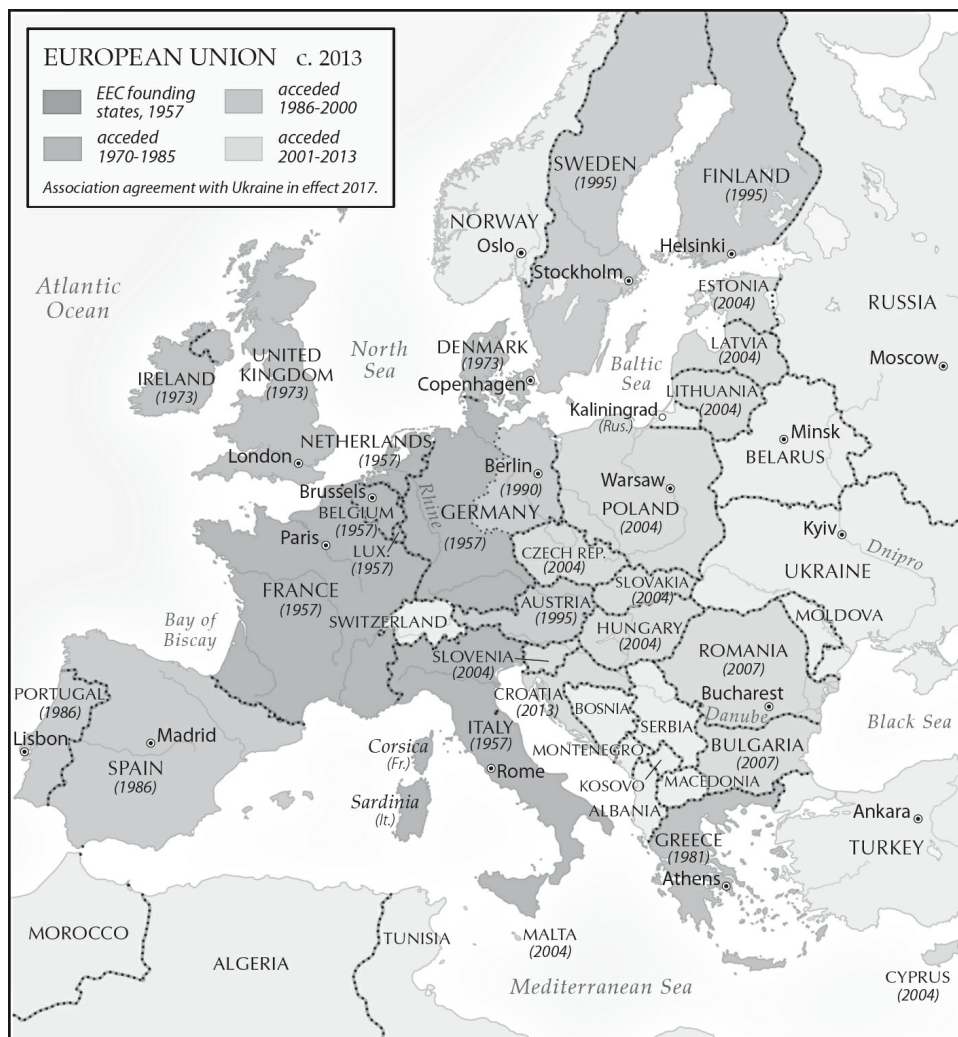 EUROPEAN UNION c. 2013
EEC founding
states, 1957
acceded
1970-1985
acceded
1986-2000
acceded
2001-2013
Association agreement with Ukraine in effect 2017.
SWEDEN
(1995)
FINLAND
(1995)
NORWAY
Oslo
Helsinki
Stockholm
ESTONIA
(2004)
RUSSIA
Atlantic
Ocean
North
Sea
DENMARK
(1973)
Copenhagen
Baltic
Sea
LATVIA
(2004)
Moscow
IRELAND
(1973)
UNITED
KINGDOM
(1973)
LITHUANIA
(2004)
Kaliningrad
(Rus.)
Minsk
BELARUS
NETHERLANDS
(1957)
London
Berlin
(1990)
Warsaw
POLAND
(2004)
Brussels
BELGIUM
(1957)
Rhine
GERMANY
(1957)
Kyiv
Dnipro
Paris
LUX.
(1957)
CZECH REP.
(2004)
UKRAINE
FRANCE
(1957)
SLOVAKIA
(2004)
AUSTRIA
(1995)
MOLDOVA
Bay of
Biscay
SWITZERLAND
HUNGARY
(2004)
ROMANIA
(2007)
SLOVENIA
(2004)
PORTUGAL
(1986)
CROATIA
(2013)
BOSNIA
Bucharest
Danube
Lisbon
Madrid
SPAIN
(1986)
Corsica
(Fr.)
ITALY
(1957)
SERBIA
Black Sea
MONTENEGRO
BULGARIA
(2007)
Rome
KOSOVO
MACEDONIA
Sardinia
(It.)
ALBANIA
Ankara
TURKEY
GREECE
(1981)
Athens
MOROCCO
ALGERIA
TUNISIA
MALTA
(2004)
Mediterranean Sea
CYPRUS
(2004)